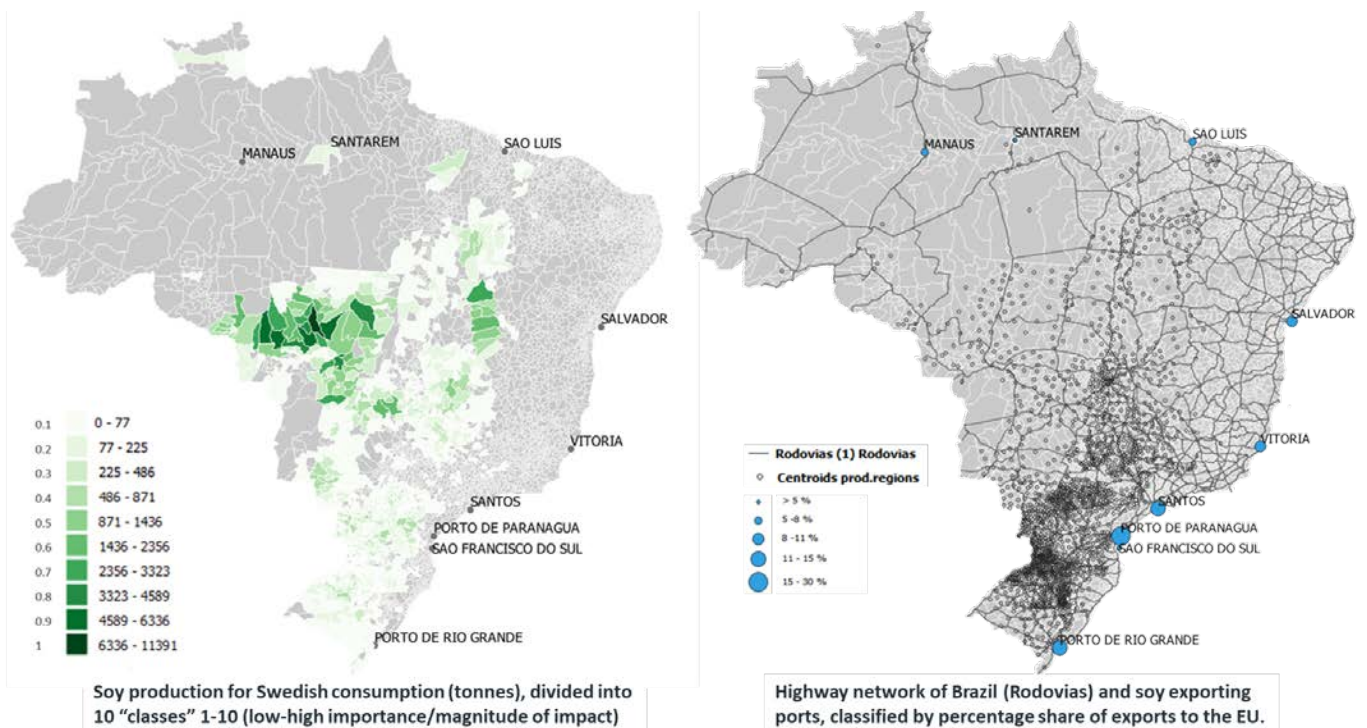 MANAUS
SANTAREM
SAO LUIS
SALVADOR
VITORIA
SANTOS
PORTO DE PARANAGUA
SAO FRANCISCO DO SUL
PORTO DE RIO GRANDE
0.1 0 - 77
0.2 77 - 225
0.3 225 - 486
0.4 486 - 871
0.5 871 - 1436
0.6 1436 - 2356
0.7 2356 - 3323
0.8 3323 - 4589
0.9 4589 - 6336
1 6336 - 11391
Soy production for Swedish consumption (tonnes), divided into
10 “classes” 1-10 (low-high importance/magnitude of impact)
MANAUS
SANTAREM
SAO LUIS
SALVADOR
VITORIA
SANTOS
PORTO DE PARANAGUA
SAO FRANCISCO DO SUL
PORTO DE RIO GRANDE
Rodovias (1) Rodovias
Centroids prod.regions
> 5 %
5 -8 %
8 -11 %
11 - 15 %
15 - 30 %
Highway network of Brazil (Rodovias) and soy exporting
ports, classified by percentage share of exports to the EU.